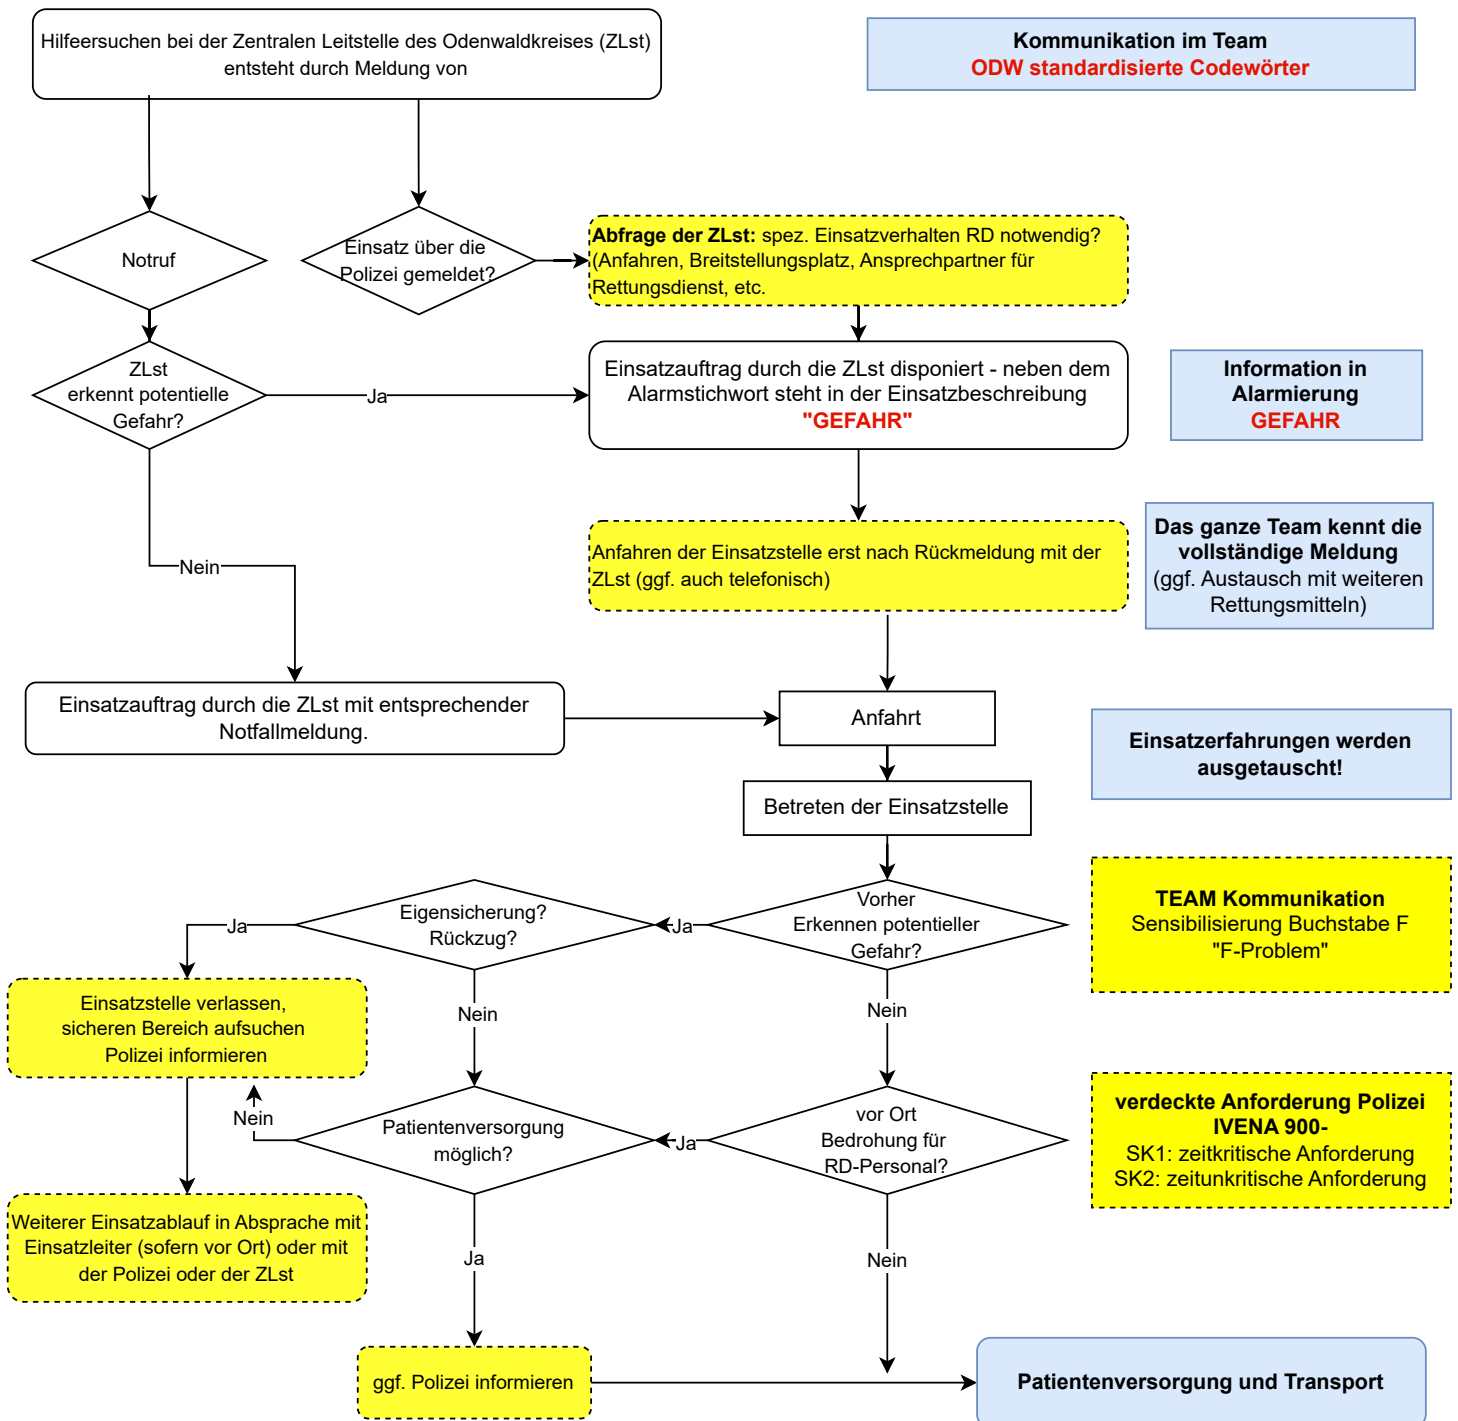 Hilfeersuchen bei der Zentralen Leitstelle des Odenwaldkreises (ZLst)
entsteht durch Meldung von
Kommunikation im Team
ODW standardisierte Codewörter
Notruf
Einsatz über die
Polizei gemeldet?
Abfrage der ZLst: spez. Einsatzverhalten RD notwendig?
(Anfahren, Breitstellungsplatz, Ansprechpartner für
Rettungsdienst, etc.
ZLst
erkennt potentielle
Gefahr?
Ja
Einsatzauftrag durch die ZLst disponiert - neben dem
Alarmstichwort steht in der Einsatzbeschreibung
"GEFAHR"
Information in
Alarmierung
GEFAHR
Nein
Anfahren der Einsatzstelle erst nach Rückmeldung mit der
ZLst (ggf. auch telefonisch)
Das ganze Team kennt die
vollständige Meldung
(ggf. Austausch mit weiteren
Rettungsmitteln)
Einsatzauftrag durch die ZLst mit entsprechender
Notfallmeldung.
Anfahrt
Einsatzerfahrungen werden
ausgetauscht!
Betreten der Einsatzstelle
Ja
Eigensicherung?
Rückzug?
Ja
Vorher
Erkennen potentieller
Gefahr?
TEAM Kommunikation
Sensibilisierung Buchstabe F
"F-Problem"
Einsatzstelle verlassen,
sicheren Bereich aufsuchen
Polizei informieren
Nein
Nein
Nein
Patientenversorgung
möglich?
Ja
vor Ort
Bedrohung für
RD-Personal?
verdeckte Anforderung Polizei
IVENA 900-
SK1: zeitkritische Anforderung
SK2: zeitunkritische Anforderung
Weiterer Einsatzablauf in Absprache mit
Einsatzleiter (sofern vor Ort) oder mit
der Polizei oder der ZLst
Ja
Nein
ggf. Polizei informieren
Patientenversorgung und Transport